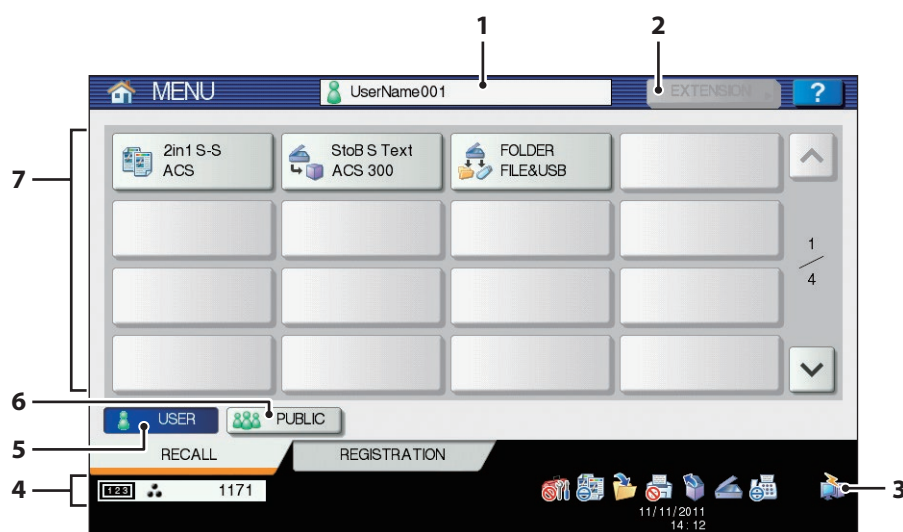 1 2
MENU UserName001 EXTENSION ?
7
2in1 S-S
ACS
StoB S Text
ACS 300
FOLDER
FILE&USB
1
4
6
USER PUBLIC
5
RECALL REGISTRATION
4
123 1171
3
11/11/2011
14:12